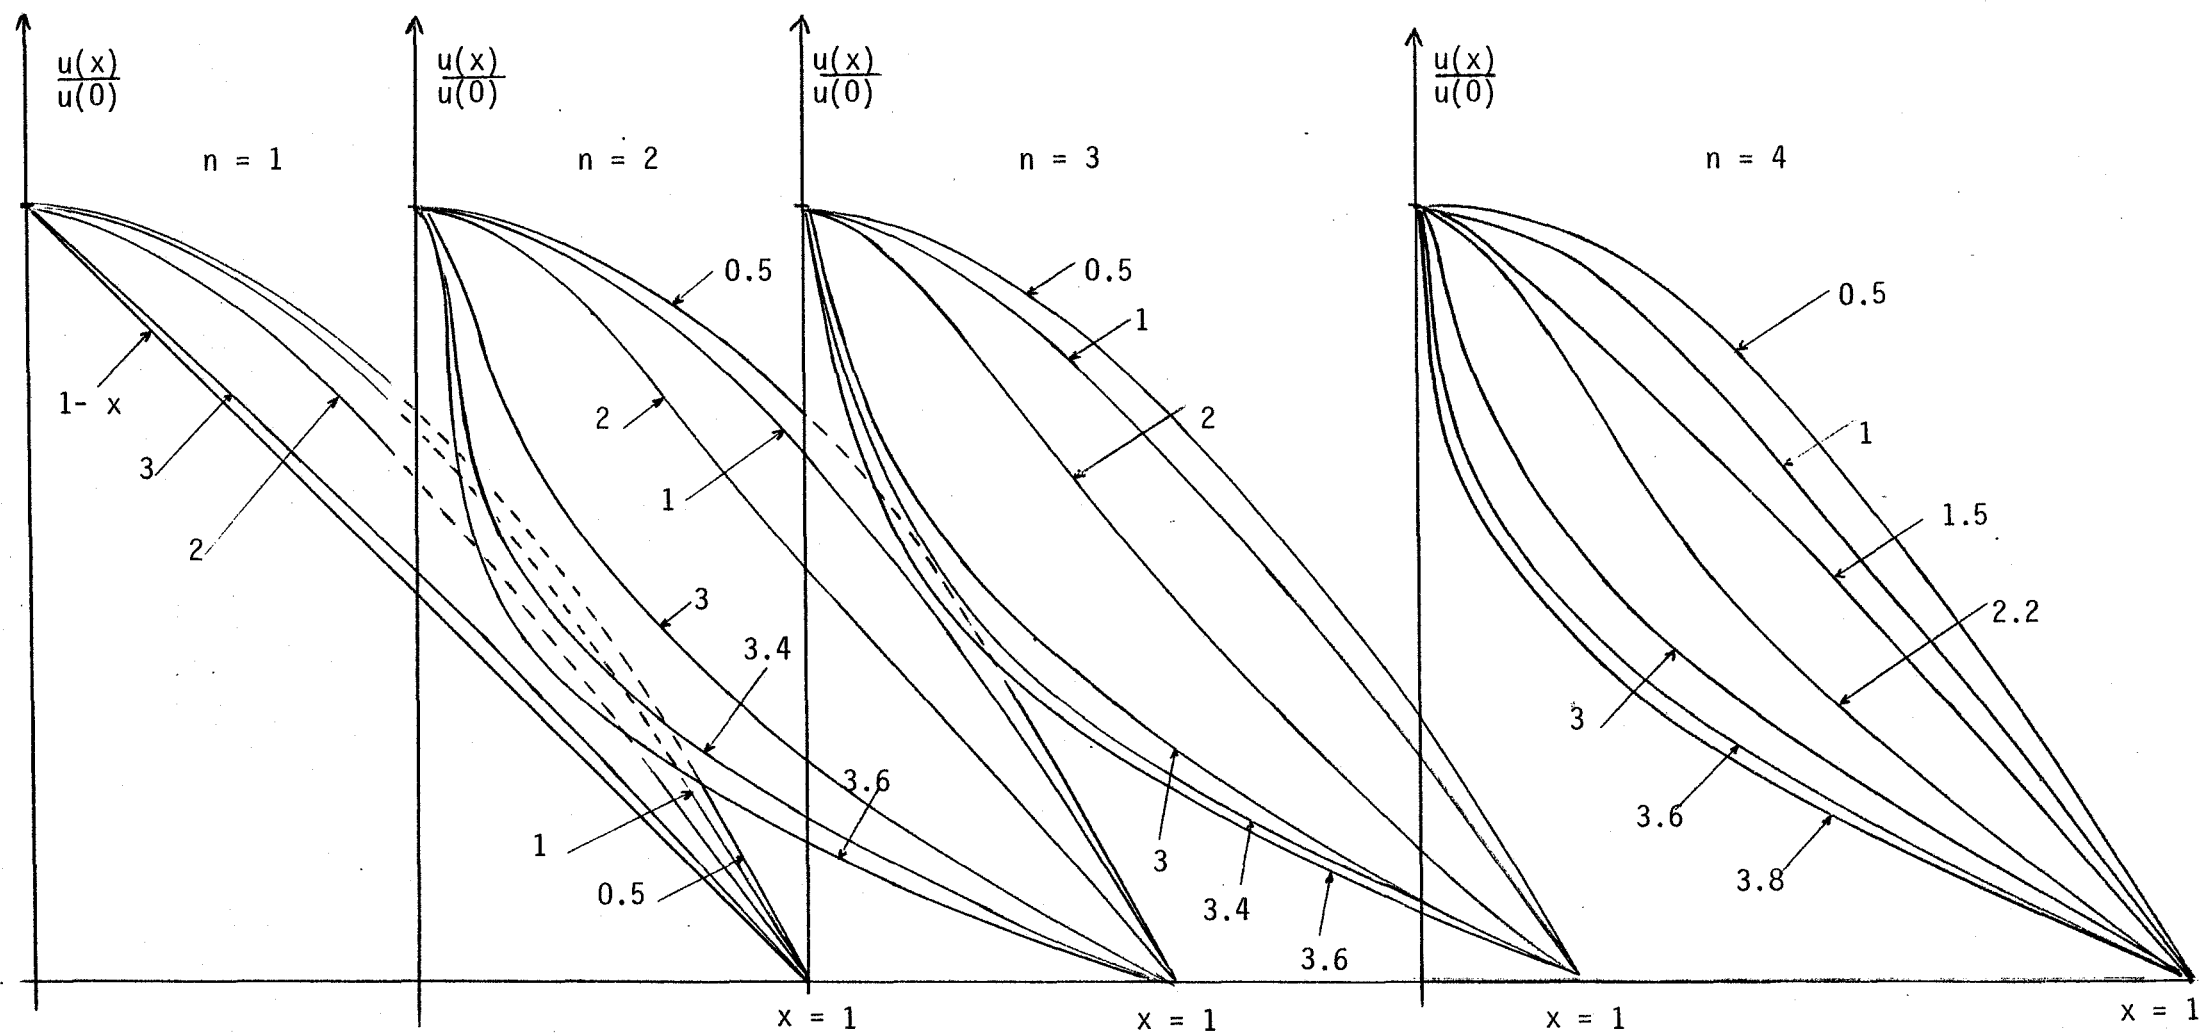 u(x)
u(0)
n = 1
1- x
3
2
1
0.5
x = 1
u(x)
u(0)
n = 2
0.5
2
1
3
3.4
3.6
x = 1
u(x)
u(0)
n = 3
0.5
1
2
3
3.4
3.6
x = 1
u(x)
u(0)
n = 4
0.5
1
1.5
2.2
3
3.6
3.8
x = 1